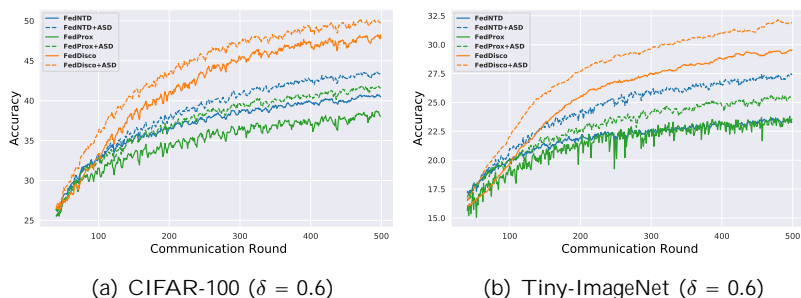 FedNTD
FedNTD+ASD
FedProx
FedProx+ASD
FedDisco
FedDisco+ASD
50
45
40
35
30
25
Accuracy
100 200 300 400 500
Communication Round
(a) CIFAR-100 (δ = 0.6)
FedNTD
FedNTD+ASD
FedProx
FedProx+ASD
FedDisco
FedDisco+ASD
32.5
30.0
27.5
25.0
22.5
20.0
17.5
15.0
Accuracy
100 200 300 400 500
Communication Round
(b) Tiny-ImageNet (δ = 0.6)